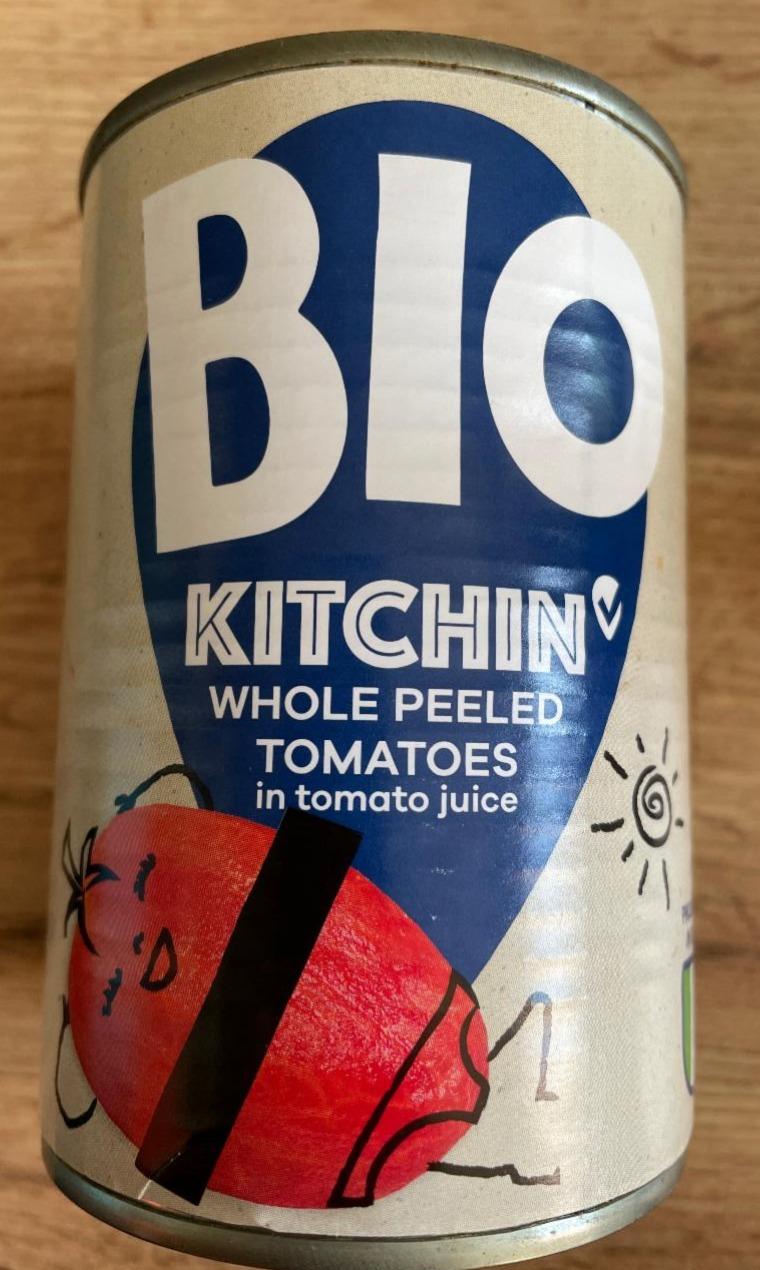 BIO
KITCHIN
WHOLE PEELED
TOMATOES
in tomato juice